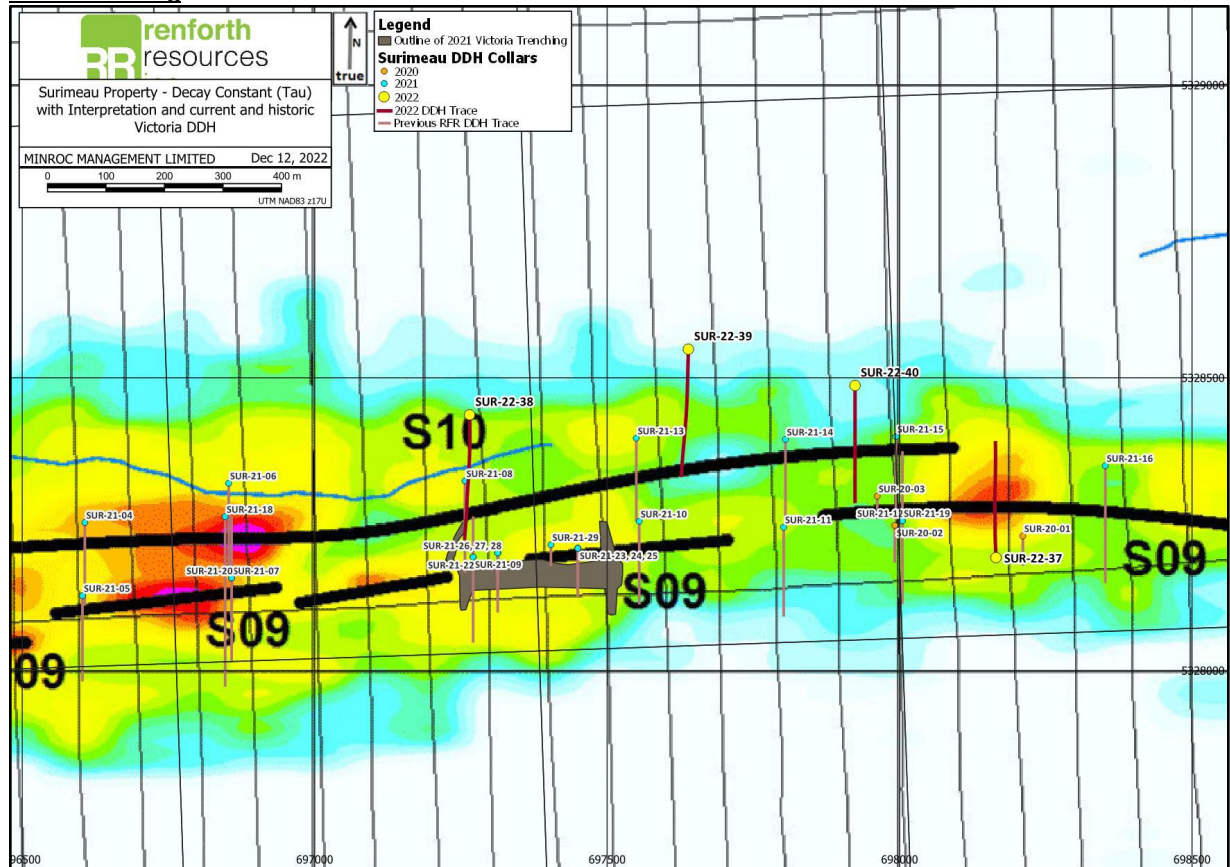 renforth
resources
RR
Surimeau Property - Decay Constant (Tau)
with Interpretation and current and historic
Victoria DDH
MINROC MANAGEMENT LIMITED Dec 12, 2022
0 100 200 300 400 m
UTM NAD83 z17U
N
true
Legend
Outline of 2021 Victoria Trenching
Surimeau DDH Collars
2020
2021
2022
2022 DDH Trace
Previous RFR DDH Trace
5329000
SUR-22-39
5328500
SUR-22-40
SUR-22-38
S10
SUR-21-13
SUR-21-14
SUR-21-15
SUR-21-16
SUR-21-08
SUR-21-06
SUR-20-03
SUR-21-04
SUR-21-18
SUR-21-10
SUR-21-11
SUR-21-12
SUR-21-19
SUR-20-02
SUR-20-01
SUR-21-26, 27, 28
SUR-21-29
SUR-21-23, 24, 25
SUR-21-22
SUR-21-09
SUR-22-37
SUR-21-20
SUR-21-07
SUR-21-05
S09
S09
S09
09
5328000
696500
697000
697500
698000
698500